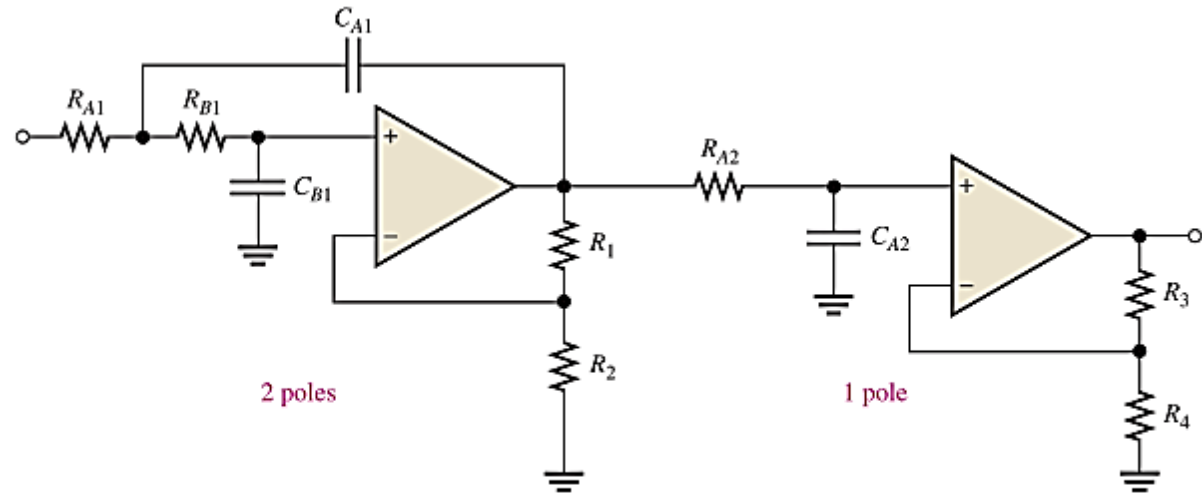 C_A1
R_A1
R_B1
+
C_B1
−
R_1
R_2
2 poles
R_A2
+
C_A2
−
R_3
R_4
1 pole